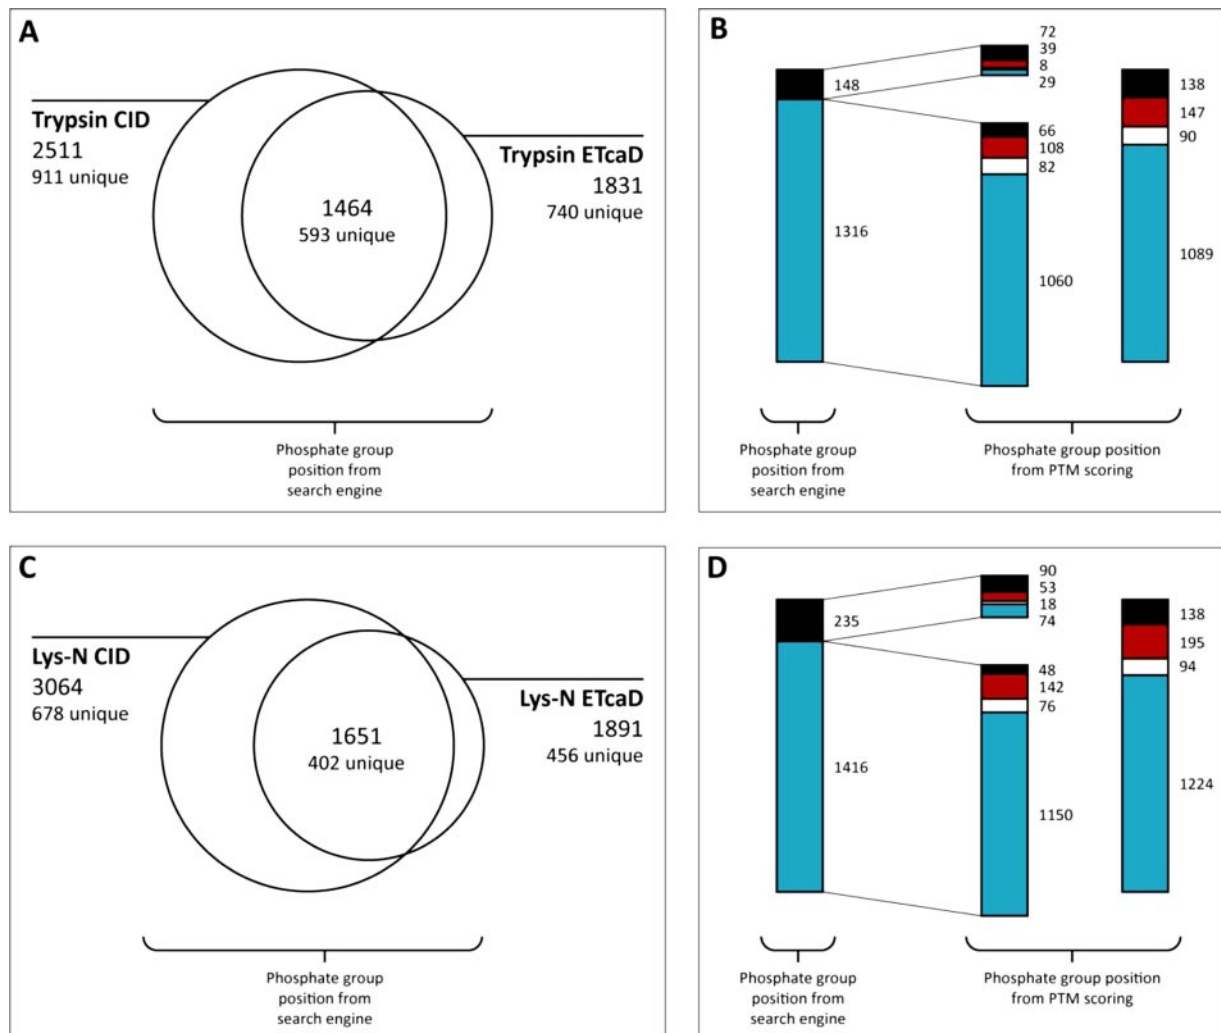 A
Trypsin CID
2511
911 unique
Trypsin ETcaD
1831
740 unique
1464
593 unique
Phosphate group
position from
search engine
B
148
1316
72
39
8
29
66
108
82
1060
138
147
90
1089
Phosphate group
position from
search engine
Phosphate group position
from PTM scoring
C
Lys-N CID
3064
678 unique
Lys-N ETcaD
1891
456 unique
1651
402 unique
Phosphate group
position from
search engine
D
235
1416
90
53
18
74
48
142
76
1150
138
195
94
1224
Phosphate group
position from
search engine
Phosphate group position
from PTM scoring